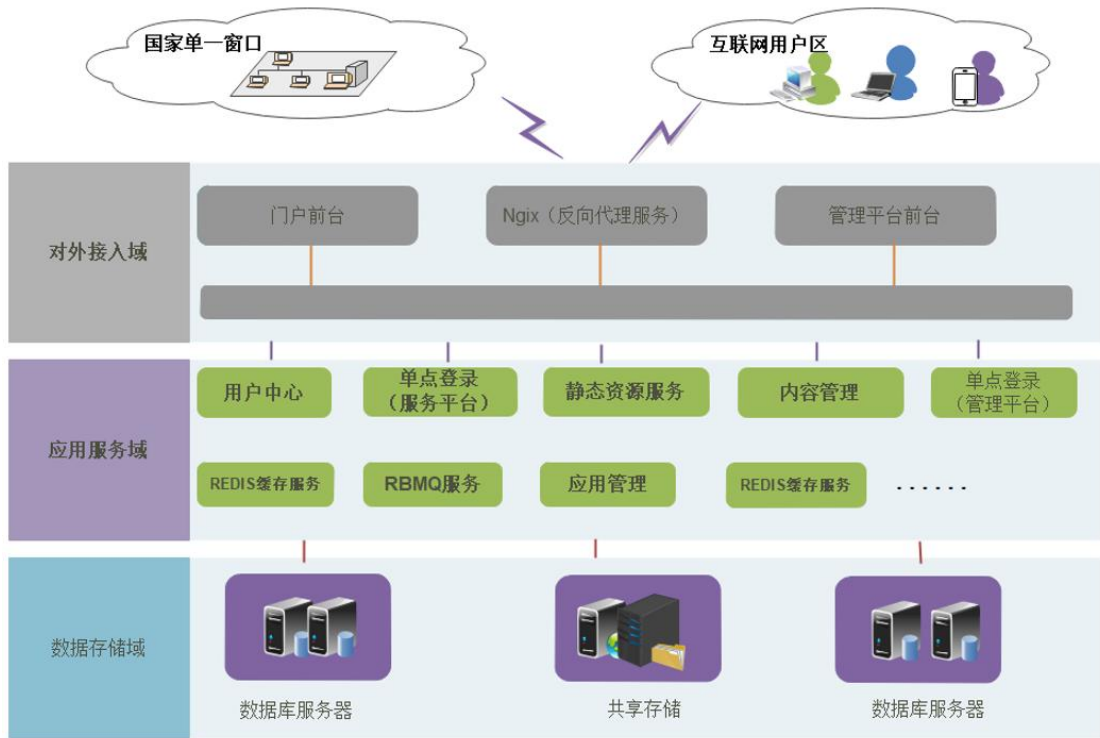 国家单一窗口
互联网用户区
门户前台
Ngix（反向代理服务）
管理平台前台
对外接入域
用户中心
单点登录
（服务平台）
静态资源服务
内容管理
单点登录
（管理平台）
应用服务域
REDIS缓存服务
RBMQ服务
应用管理
REDIS缓存服务
......
数据存储域
数据库服务器
共享存储
数据库服务器